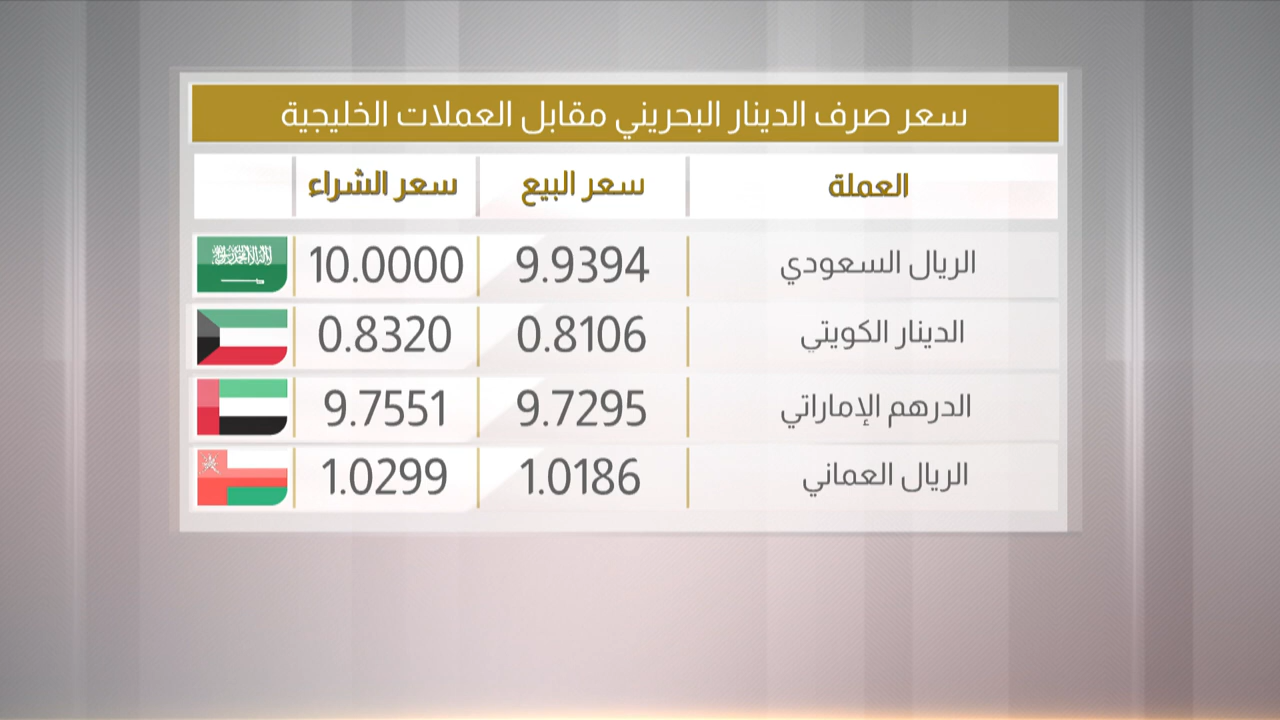 سعر صرف الدينار البحريني مقابل العملات الخليجية
العملة سعر البيع سعر الشراء
الريال السعودي 9.9394 10.0000
الدينار الكويتي 0.8106 0.8320
الدرهم الإماراتي 9.7295 9.7551
الريال العماني 1.0186 1.0299